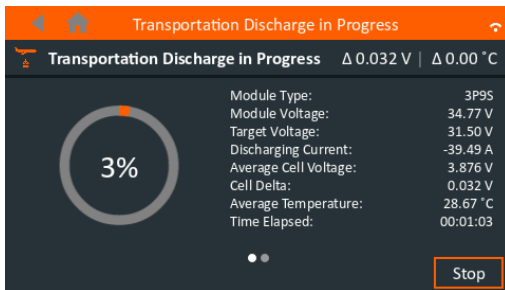 Transportation Discharge in Progress
Transportation Discharge in Progress Δ 0.032 V | Δ 0.00 °C
Module Type: 3P9S
Module Voltage: 34.77 V
Target Voltage: 31.50 V
Discharging Current: -39.49 A
Average Cell Voltage: 3.876 V
Cell Delta: 0.032 V
Average Temperature: 28.67 °C
Time Elapsed: 00:01:03
3%
Stop